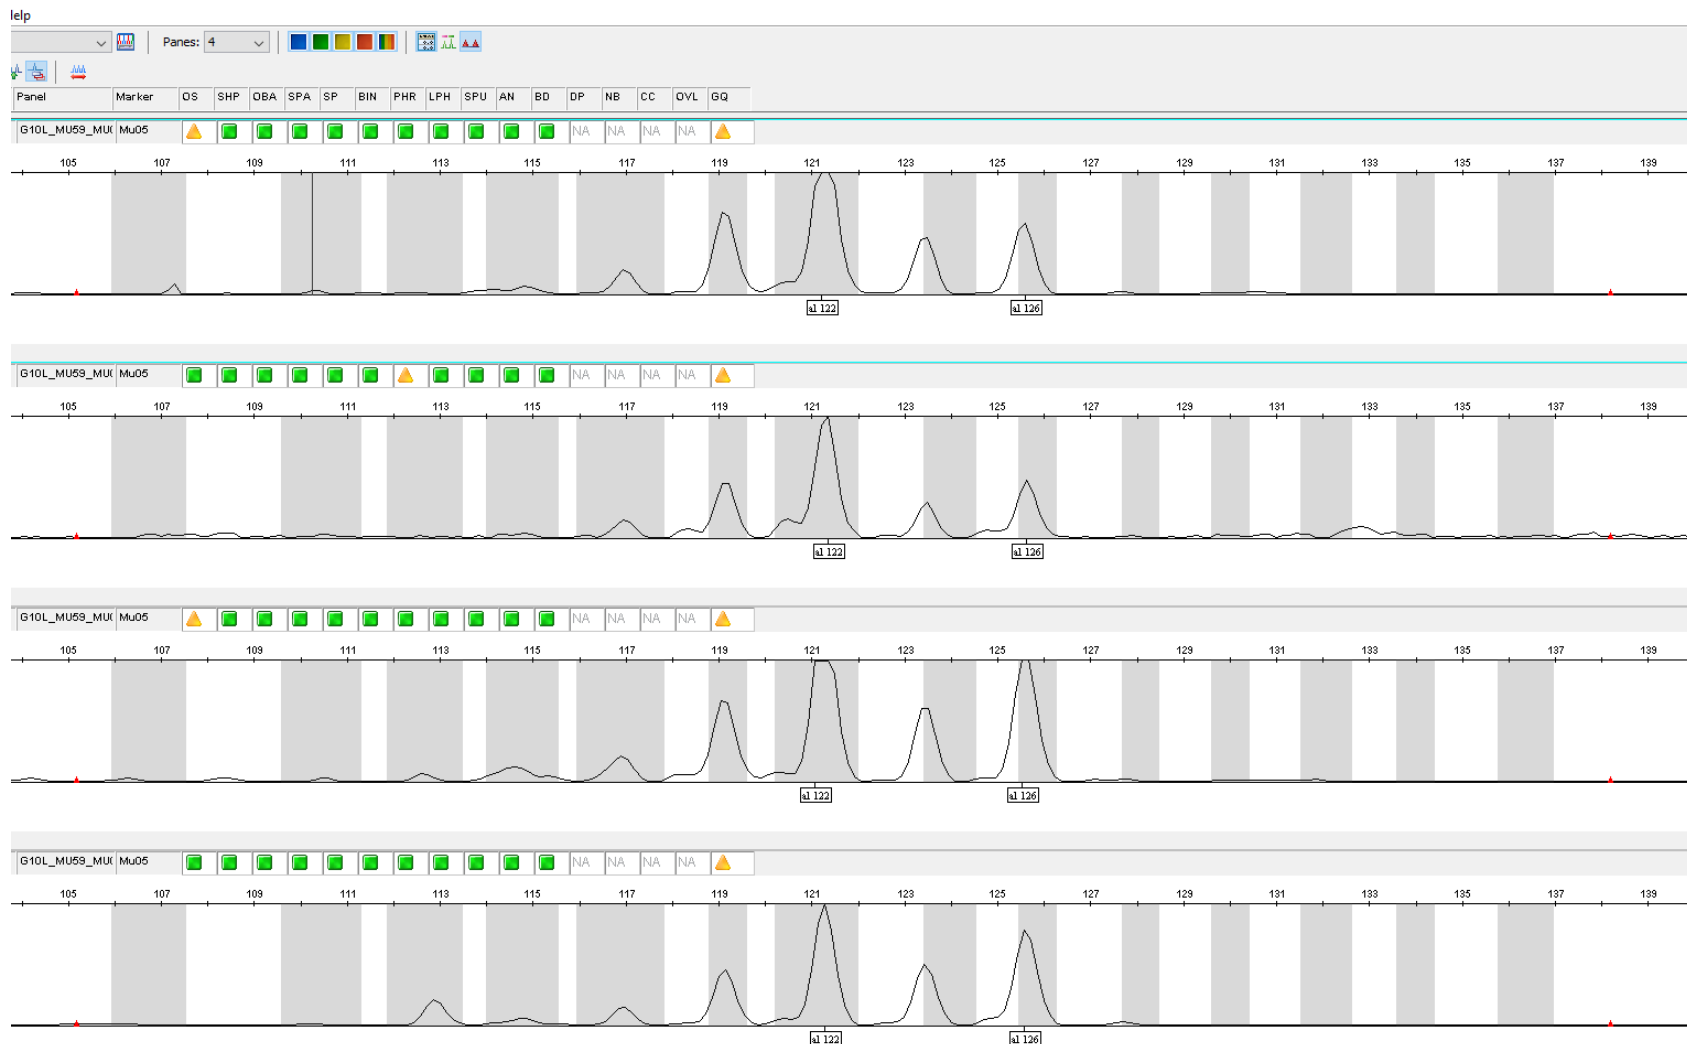 Help
Panes: 4
Panel Marker OS SHP OBA SPA SP BIN PHR LPH SPU AN BD DP NB CC OVL GQ
G10L_MU59_MU( Mu05 NA NA NA NA
105 107 109 111 113 115 117 119 121 123 125 127 129 131 133 135 137 139
al 122 al 126
G10L_MU59_MU( Mu05 NA NA NA NA
105 107 109 111 113 115 117 119 121 123 125 127 129 131 133 135 137 139
al 122 al 126
G10L_MU59_MU( Mu05 NA NA NA NA
105 107 109 111 113 115 117 119 121 123 125 127 129 131 133 135 137 139
al 122 al 126
G10L_MU59_MU( Mu05 NA NA NA NA
105 107 109 111 113 115 117 119 121 123 125 127 129 131 133 135 137 139
al 122 al 126